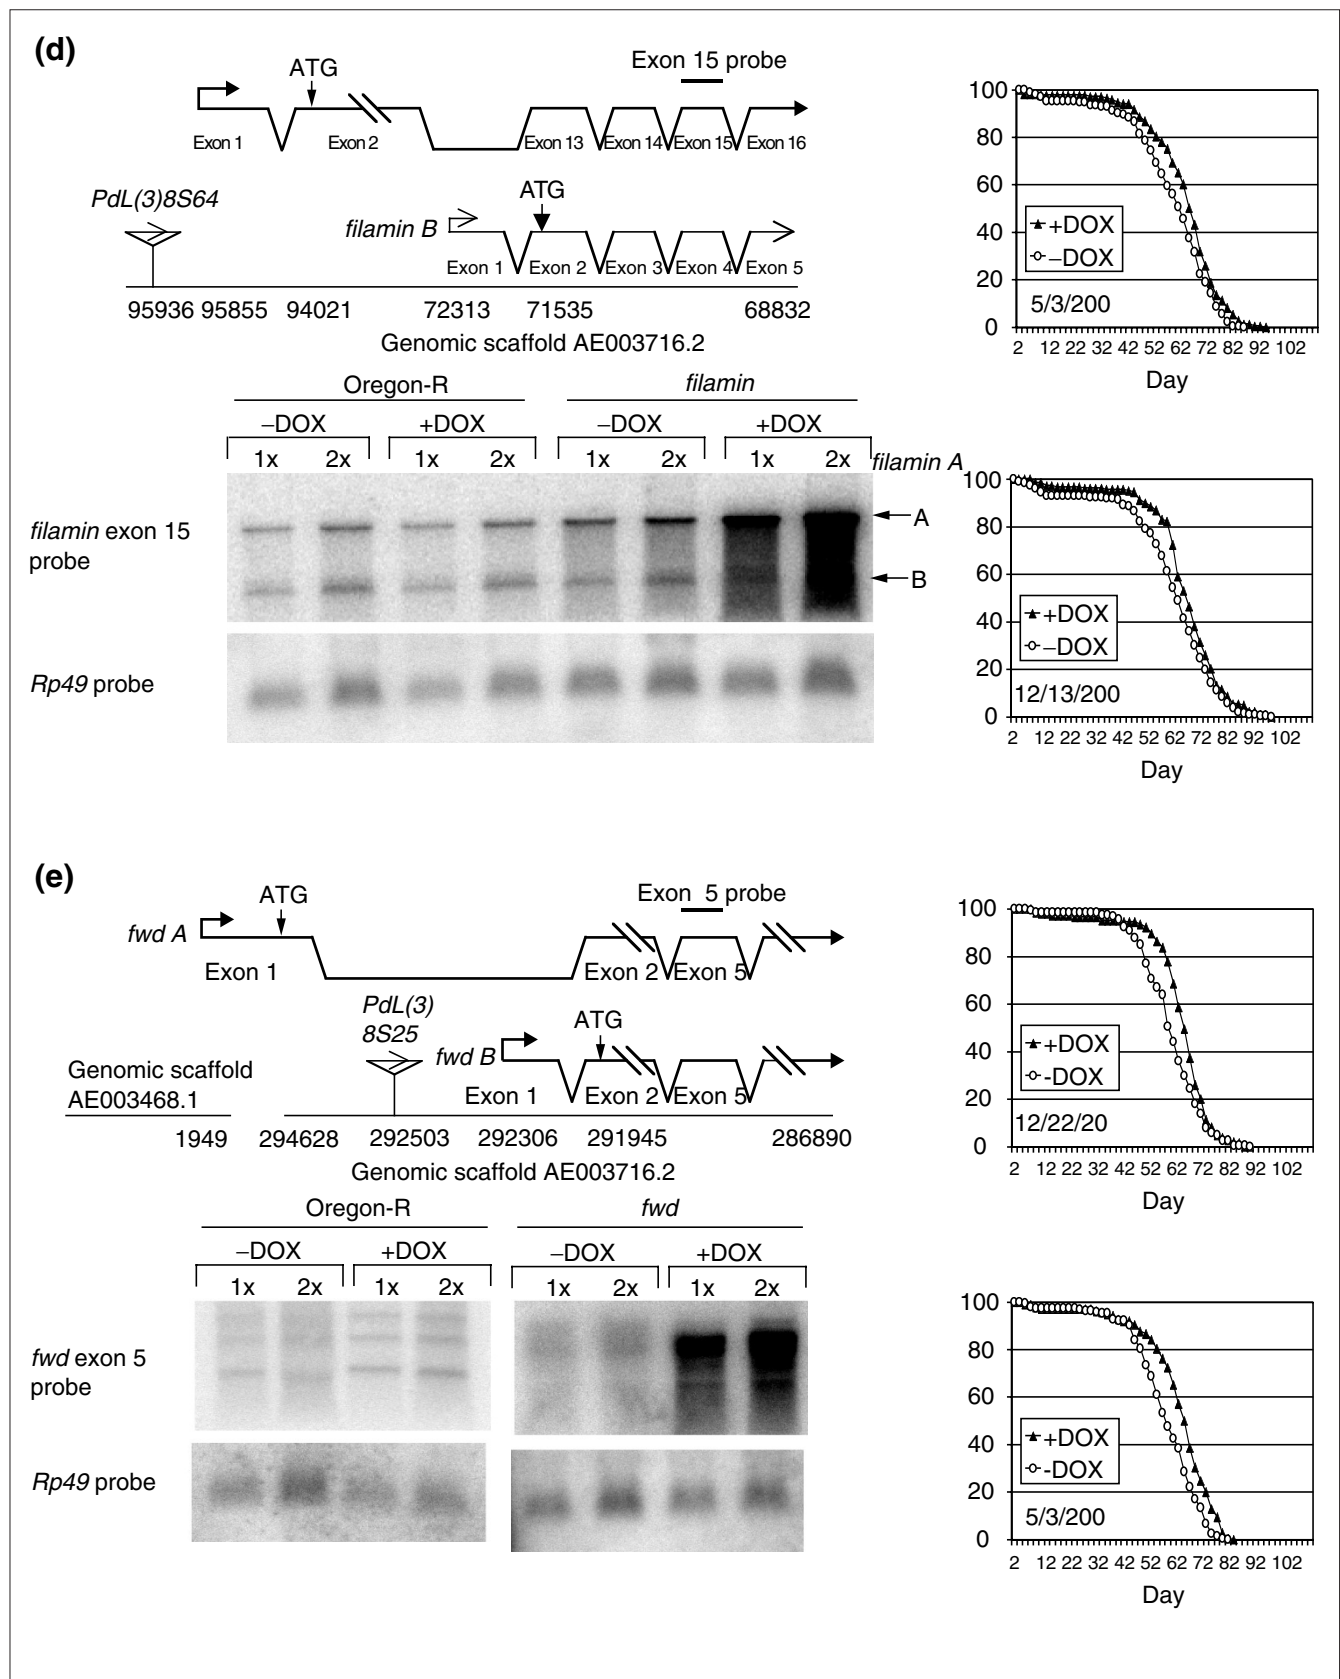 (d)
ATG
Exon 15 probe
Exon 1
Exon 2
Exon 13
Exon 14
Exon 15
Exon 16
PdL(3)8S64
ATG
filamin B
Exon 1
Exon 2
Exon 3
Exon 4
Exon 5
95936 95855 94021 72313 71535 68832
Genomic scaffold AE003716.2
Oregon-R
filamin
–DOX +DOX –DOX +DOX
1x 2x 1x 2x 1x 2x 1x 2x
filamin A
filamin exon 15
probe
A
B
Rp49 probe
100
80
60
40
20
0
+DOX
–DOX
5/3/200
2 12 22 32 42 52 62 72 82 92 102
Day
100
80
60
40
20
0
+DOX
–DOX
12/13/200
2 12 22 32 42 52 62 72 82 92 102
Day
(e)
ATG
Exon 5 probe
fwd A
Exon 1
Exon 2
Exon 5
PdL(3)
8S25
ATG
fwd B
Exon 1
Exon 2
Exon 5
Genomic scaffold
AE003468.1
1949 294628 292503 292306 291945 286890
Genomic scaffold AE003716.2
Oregon-R
fwd
–DOX +DOX –DOX +DOX
1x 2x 1x 2x 1x 2x 1x 2x
fwd exon 5
probe
Rp49 probe
100
80
60
40
20
0
+DOX
-DOX
12/22/20
2 12 22 32 42 52 62 72 82 92 102
Day
100
80
60
40
20
0
+DOX
-DOX
5/3/200
2 12 22 32 42 52 62 72 82 92 102
Day